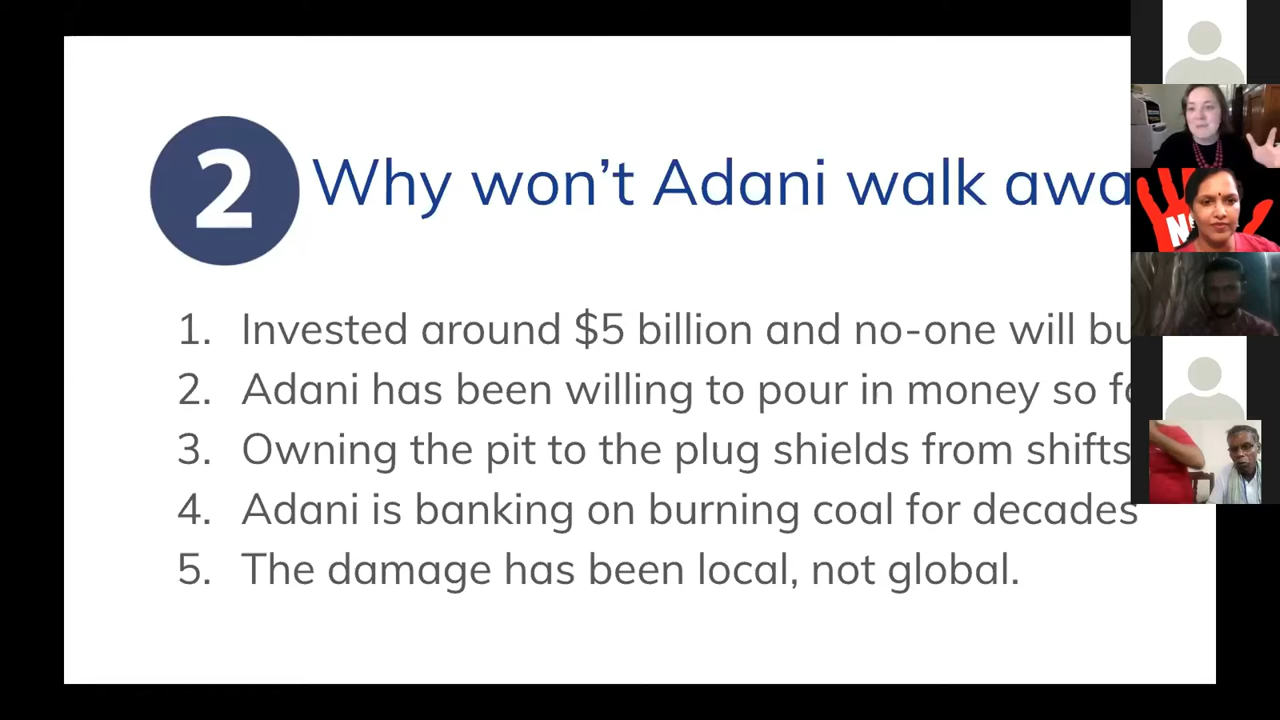 2 Why won't Adani walk awa
1. Invested around $5 billion and no-one will bu
2. Adani has been willing to pour in money so fa
3. Owning the pit to the plug shields from shifts
4. Adani is banking on burning coal for decades
5. The damage has been local, not global.